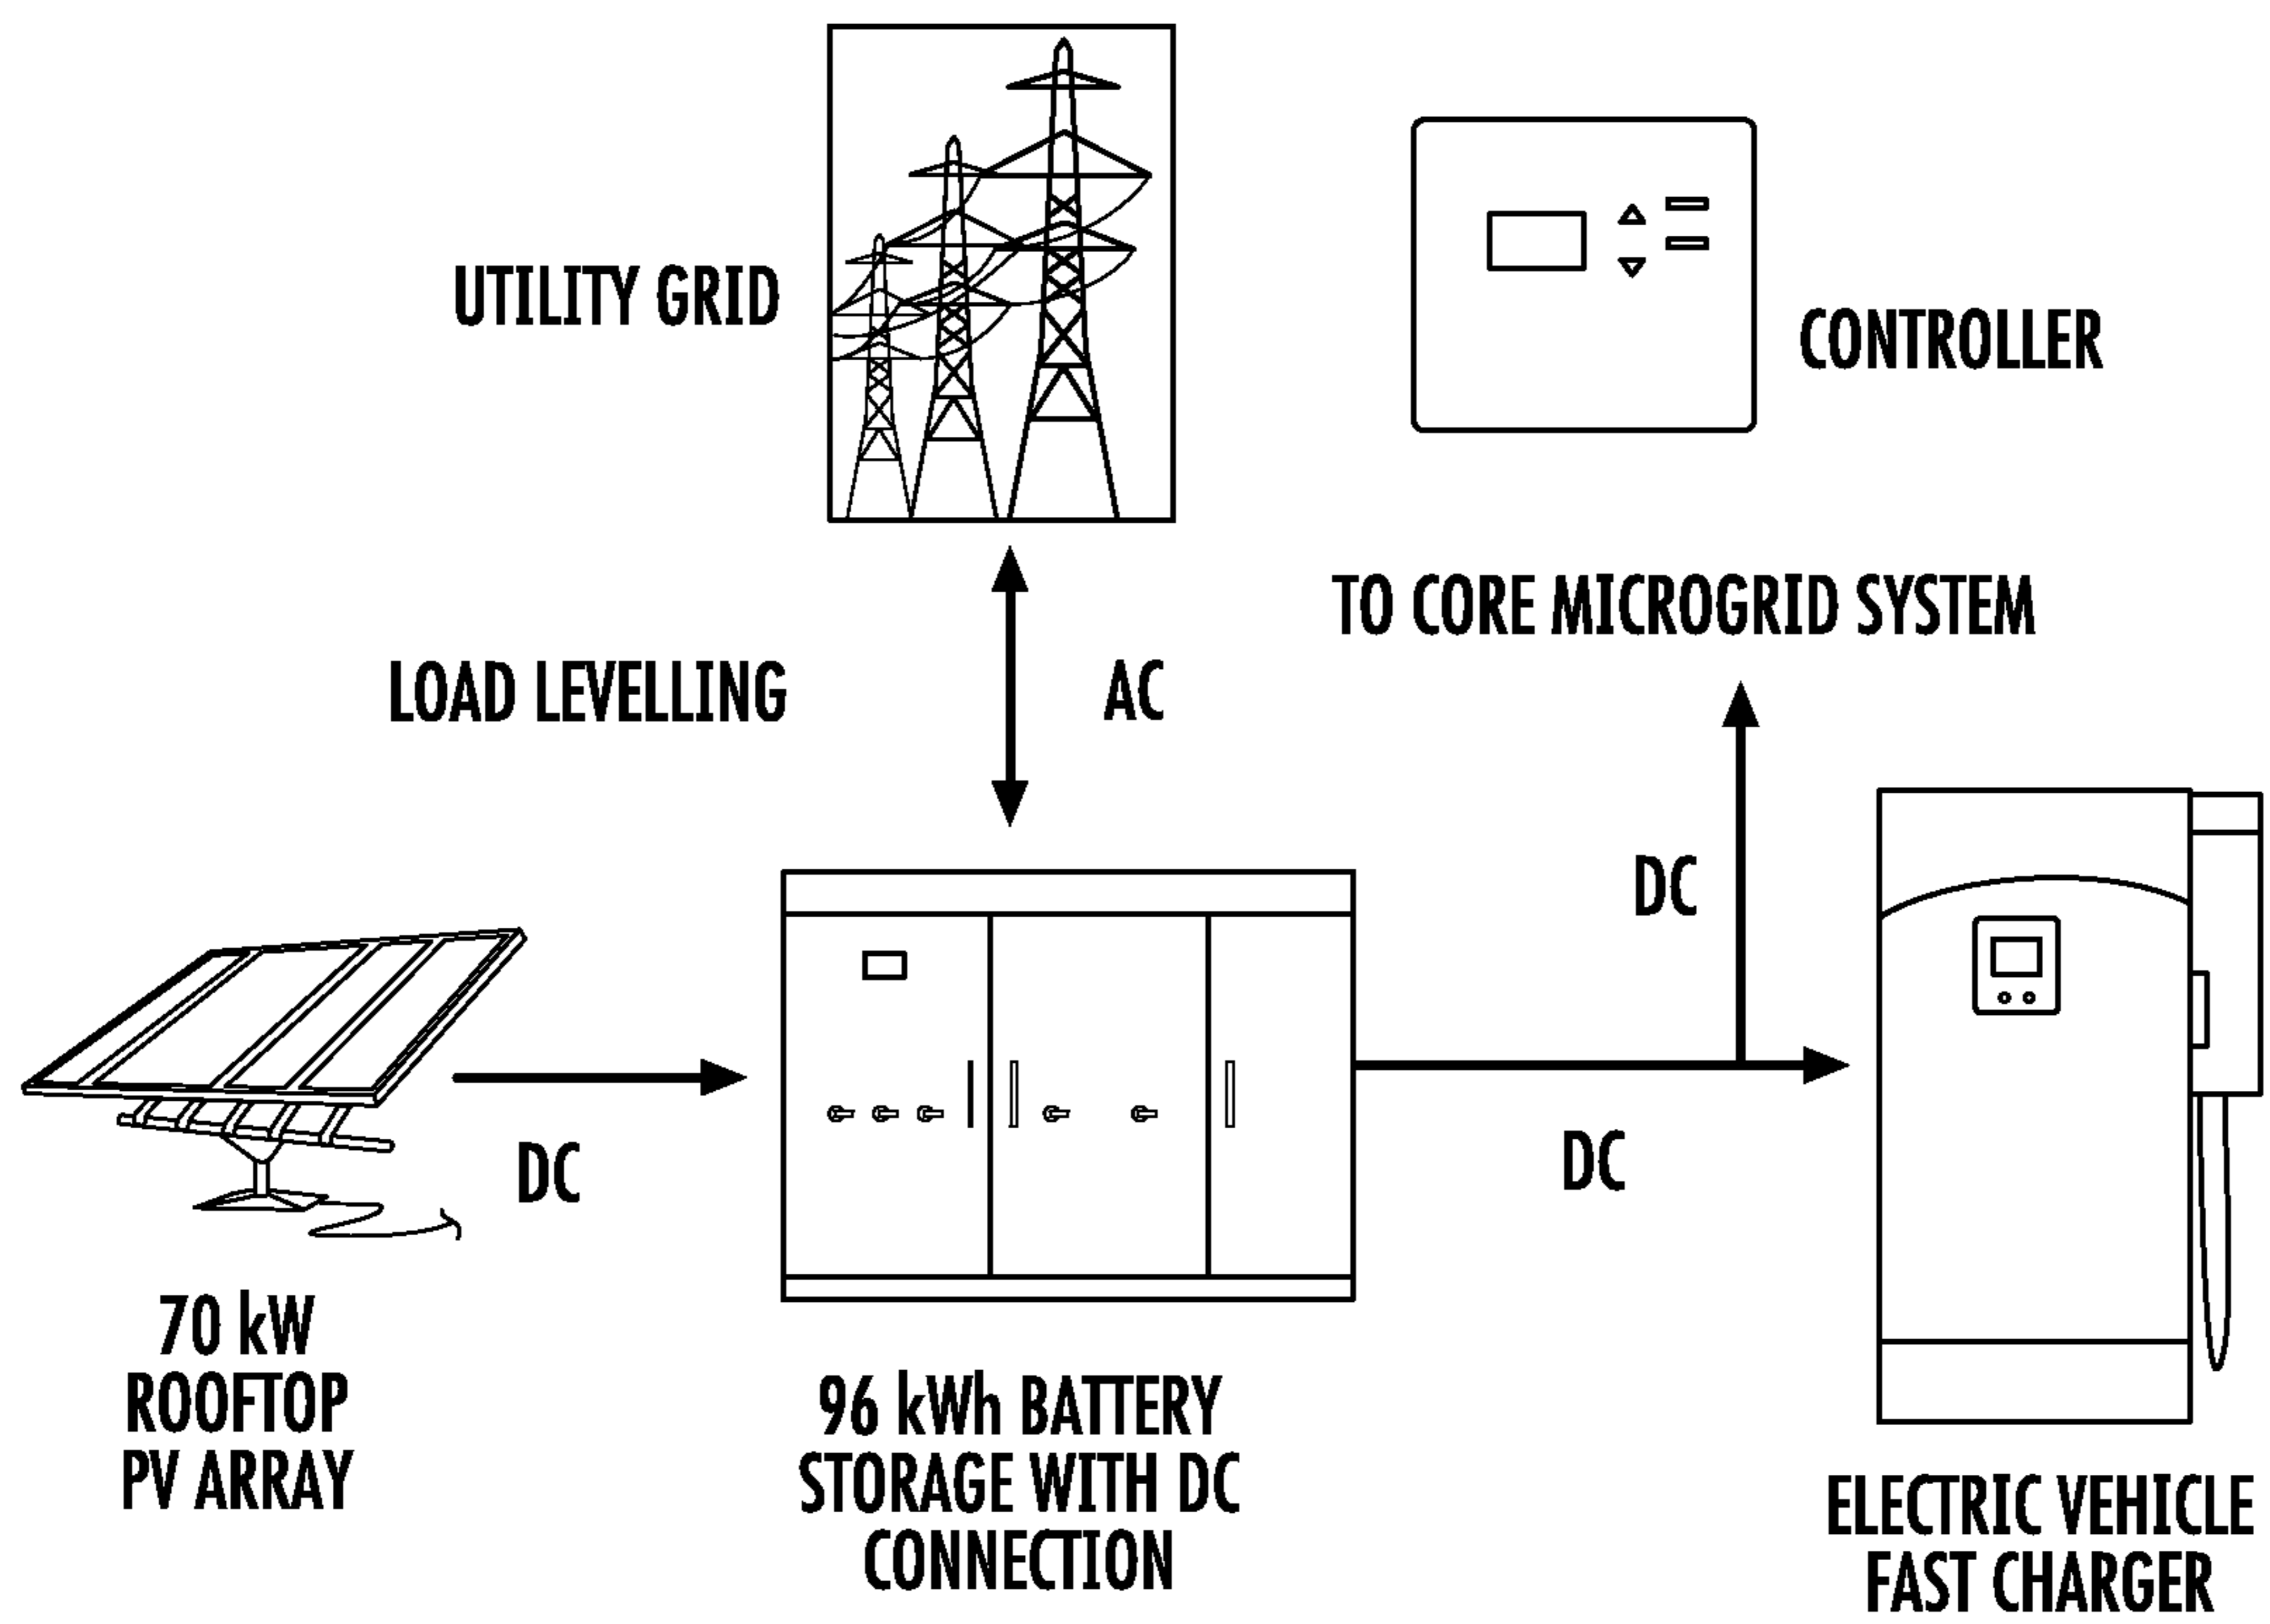 UTILITY GRID
CONTROLLER
TO CORE MICROGRID SYSTEM
LOAD LEVELLING
AC
DC
DC
DC
70 kW
ROOFTOP
PV ARRAY
96 kWh BATTERY
STORAGE WITH DC
CONNECTION
ELECTRIC VEHICLE
FAST CHARGER